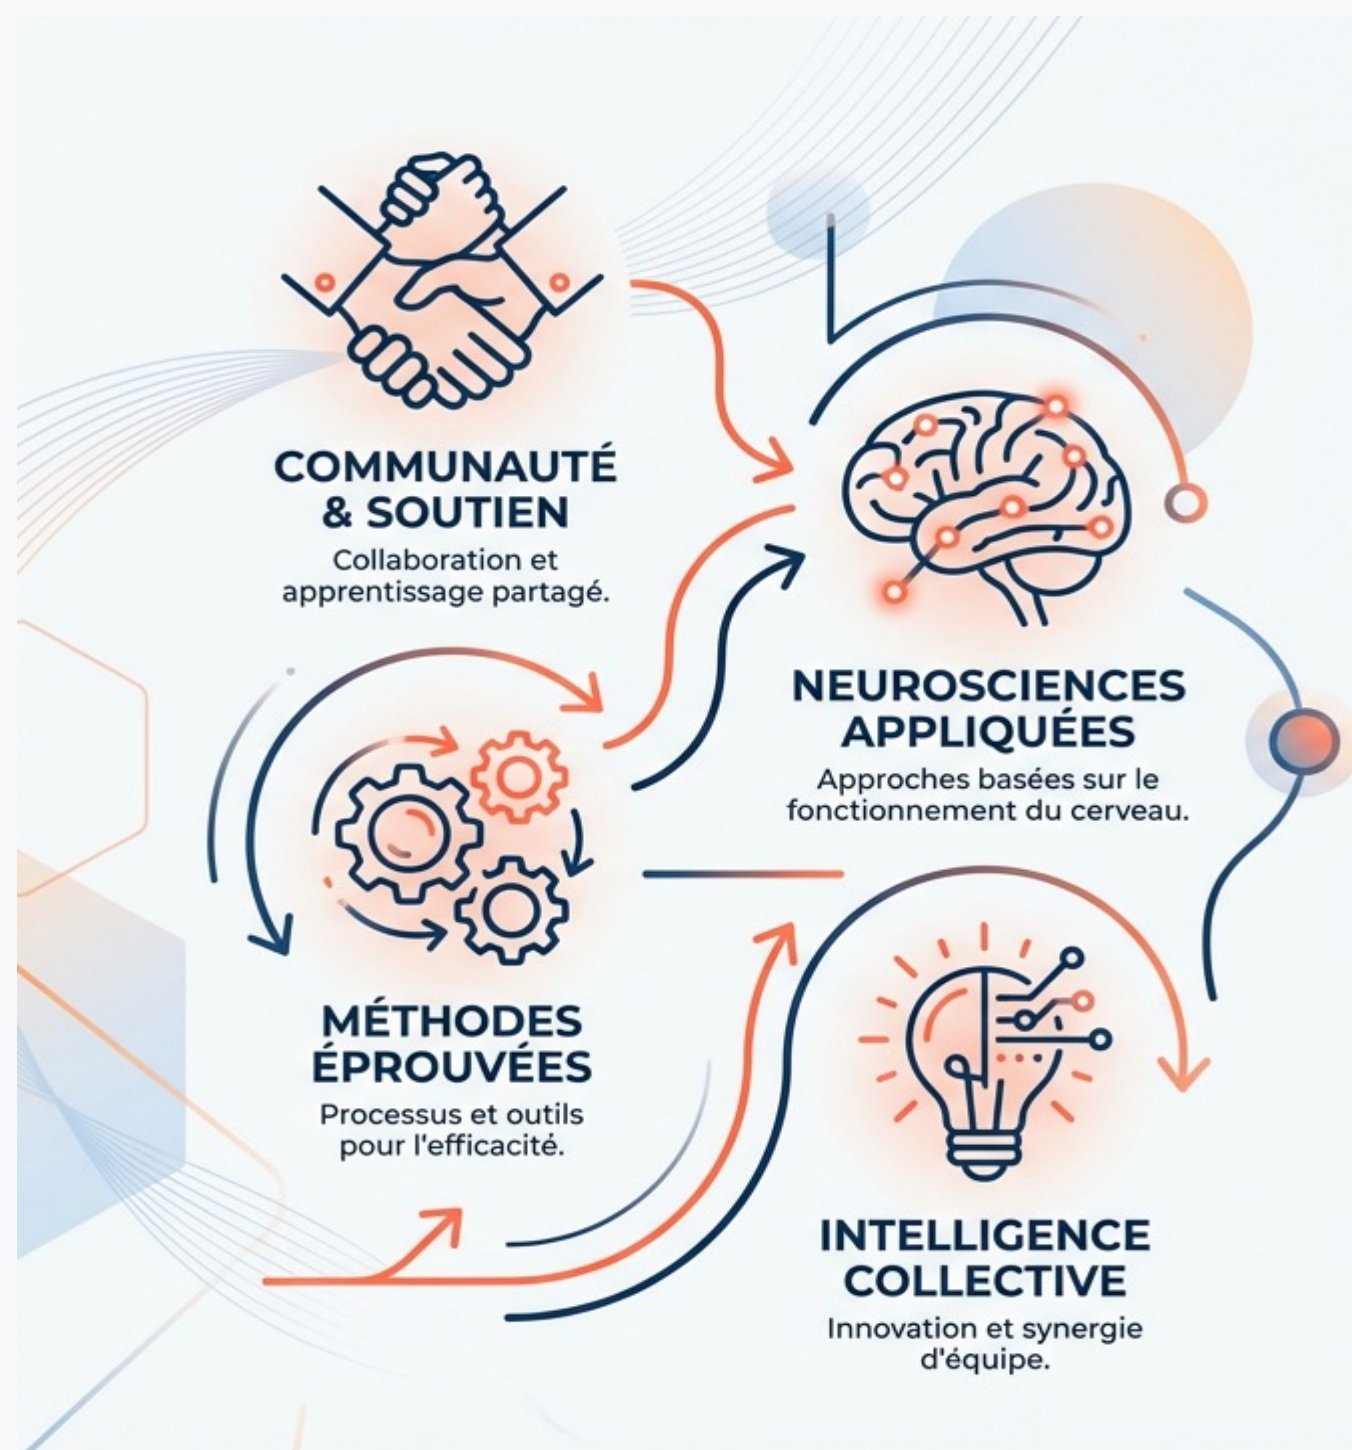 COMMUNAUTÉ
& SOUTIEN
Collaboration et
apprentissage partagé.
NEUROSCIENCES
APPLIQUÉES
Approches basées sur le
fonctionnement du cerveau.
MÉTHODES
ÉPROUVÉES
Processus et outils
pour l'efficacité.
INTELLIGENCE
COLLECTIVE
Innovation et synergie
d'équipe.